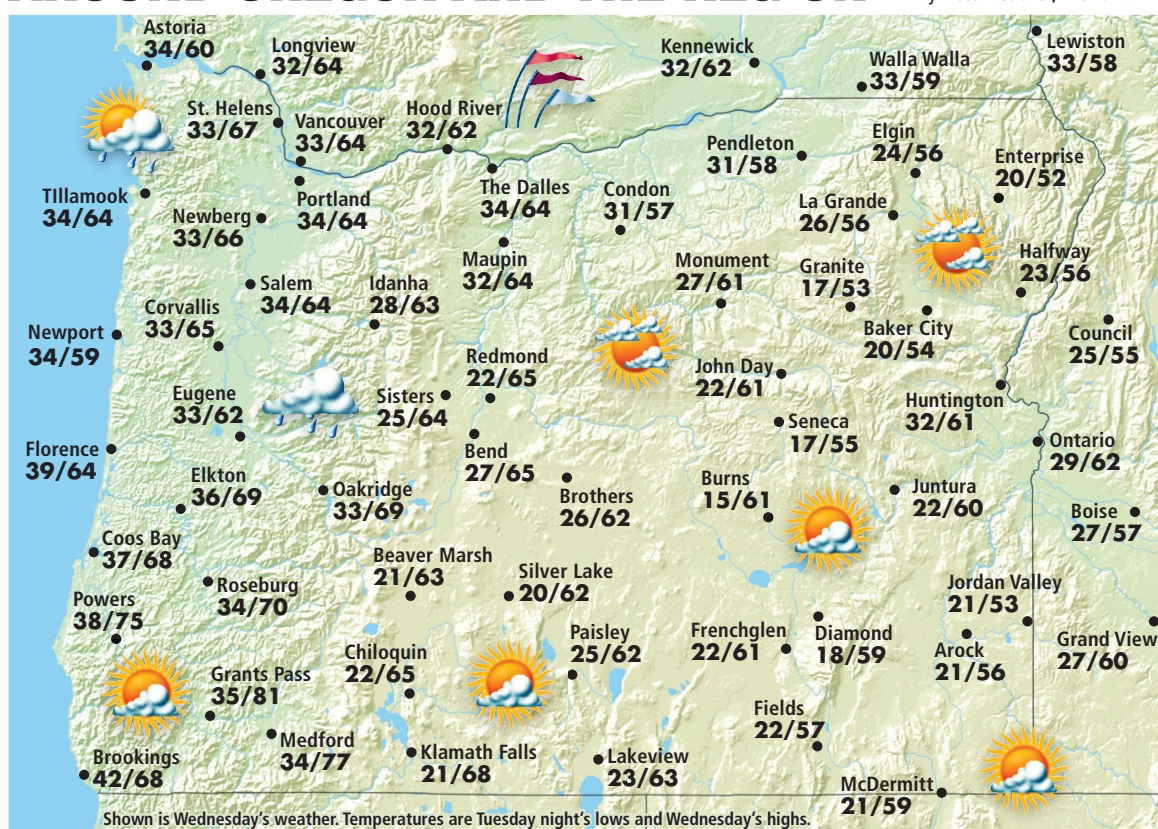 Astoria
34/60
Longview
32/64
Kennewick
32/62
Walla Walla
33/59
Lewiston
33/58
St. Helens
33/67
Vancouver
33/64
Hood River
32/62
Pendleton
31/58
Elgin
24/56
Enterprise
20/52
TIllamook
34/64
Newberg
33/66
Portland
34/64
The Dalles
34/64
Condon
31/57
La Grande
26/56
Maupin
32/64
Monument
27/61
Granite
17/53
Halfway
23/56
Salem
34/64
Idanha
28/63
Corvallis
33/65
Newport
34/59
Baker City
20/54
Council
25/55
Redmond
22/65
John Day
22/61
Eugene
33/62
Sisters
25/64
Huntington
32/61
Seneca
17/55
Florence
39/64
Bend
27/65
Ontario
29/62
Elkton
36/69
Oakridge
33/69
Brothers
26/62
Burns
15/61
Juntura
22/60
Boise
27/57
Coos Bay
37/68
Beaver Marsh
21/63
Silver Lake
20/62
Roseburg
34/70
Jordan Valley
21/53
Powers
38/75
Paisley
25/62
Frenchglen
22/61
Diamond
18/59
Arock
21/56
Grand View
27/60
Chiloquin
22/65
Grants Pass
35/81
Fields
22/57
Medford
34/77
Klamath Falls
21/68
Lakeview
23/63
Brookings
42/68
McDermitt
21/59
Shown is Wednesday's weather. Temperatures are Tuesday night's lows and Wednesday's highs.